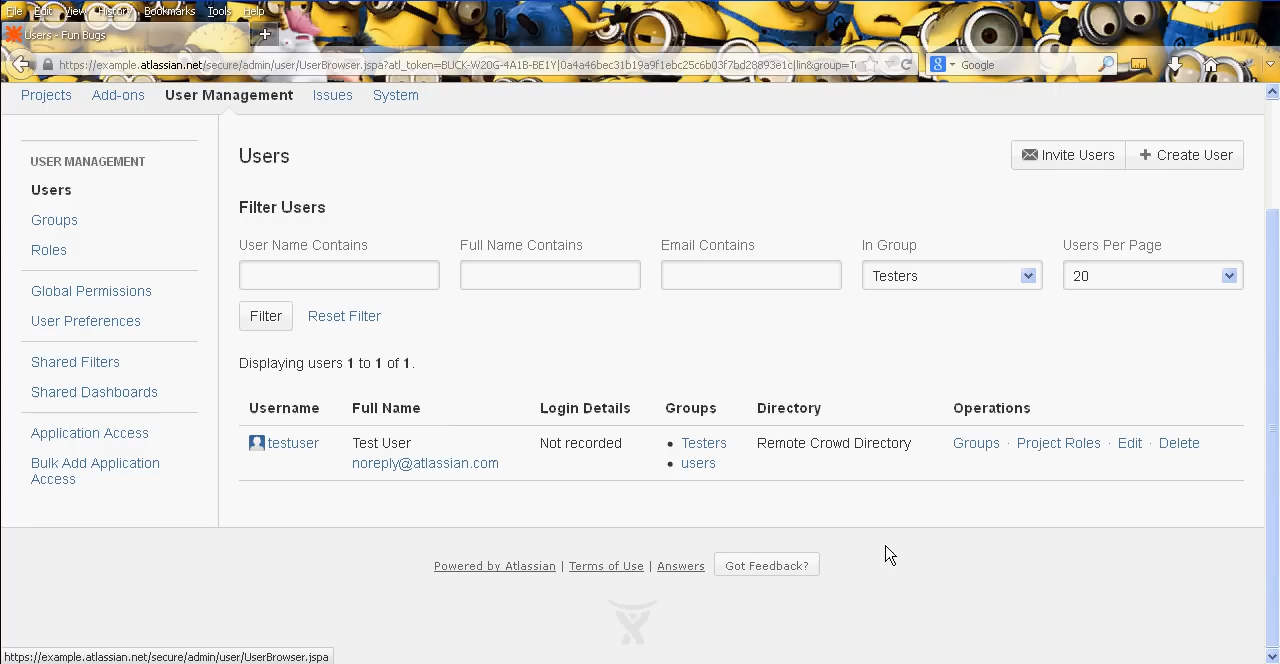 File Edit View History Bookmarks Tools Help
Users - Fun Bugs
https://example.atlassian.net/secure/admin/user/UserBrowser.jspa?atl_token=BUCK-W20G-4A1B-BE1Y|0a4a46bec31b19a9f1ebc25c6b03f7bd28893e1c|lin&group=Te
Google
Projects Add-ons User Management Issues System
USER MANAGEMENT
Users
Groups
Roles
Global Permissions
User Preferences
Shared Filters
Shared Dashboards
Application Access
Bulk Add Application
Access
Users
Invite Users + Create User
Filter Users
User Name Contains Full Name Contains Email Contains In Group Users Per Page
Testers 20
Filter Reset Filter
Displaying users 1 to 1 of 1.
Username Full Name Login Details Groups Directory Operations
testuser Test User Not recorded • Testers Remote Crowd Directory Groups · Project Roles · Edit · Delete
noreply@atlassian.com • users
Powered by Atlassian | Terms of Use | Answers Got Feedback?
https://example.atlassian.net/secure/admin/user/UserBrowser.jspa